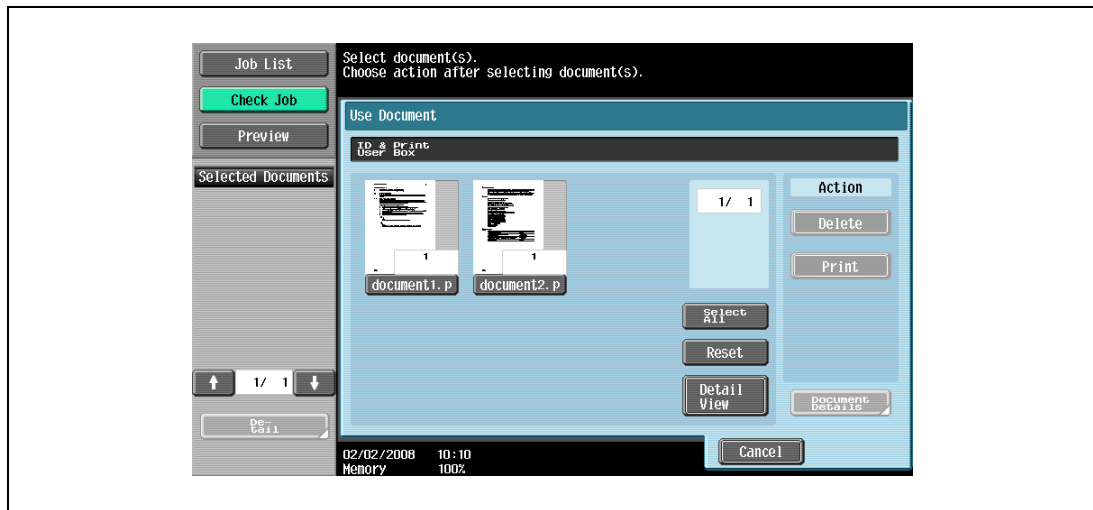 Job List
Check Job
Preview
Selected Documents
1/ 1
De-
tail
Select document(s).
Choose action after selecting document(s).
Use Document
ID & Print
User Box
1
1
document1.p
document2.p
1/ 1
Select
All
Reset
Detail
View
Action
Delete
Print
Document
Details
Cancel
02/02/2008 10:10
Memory 100%